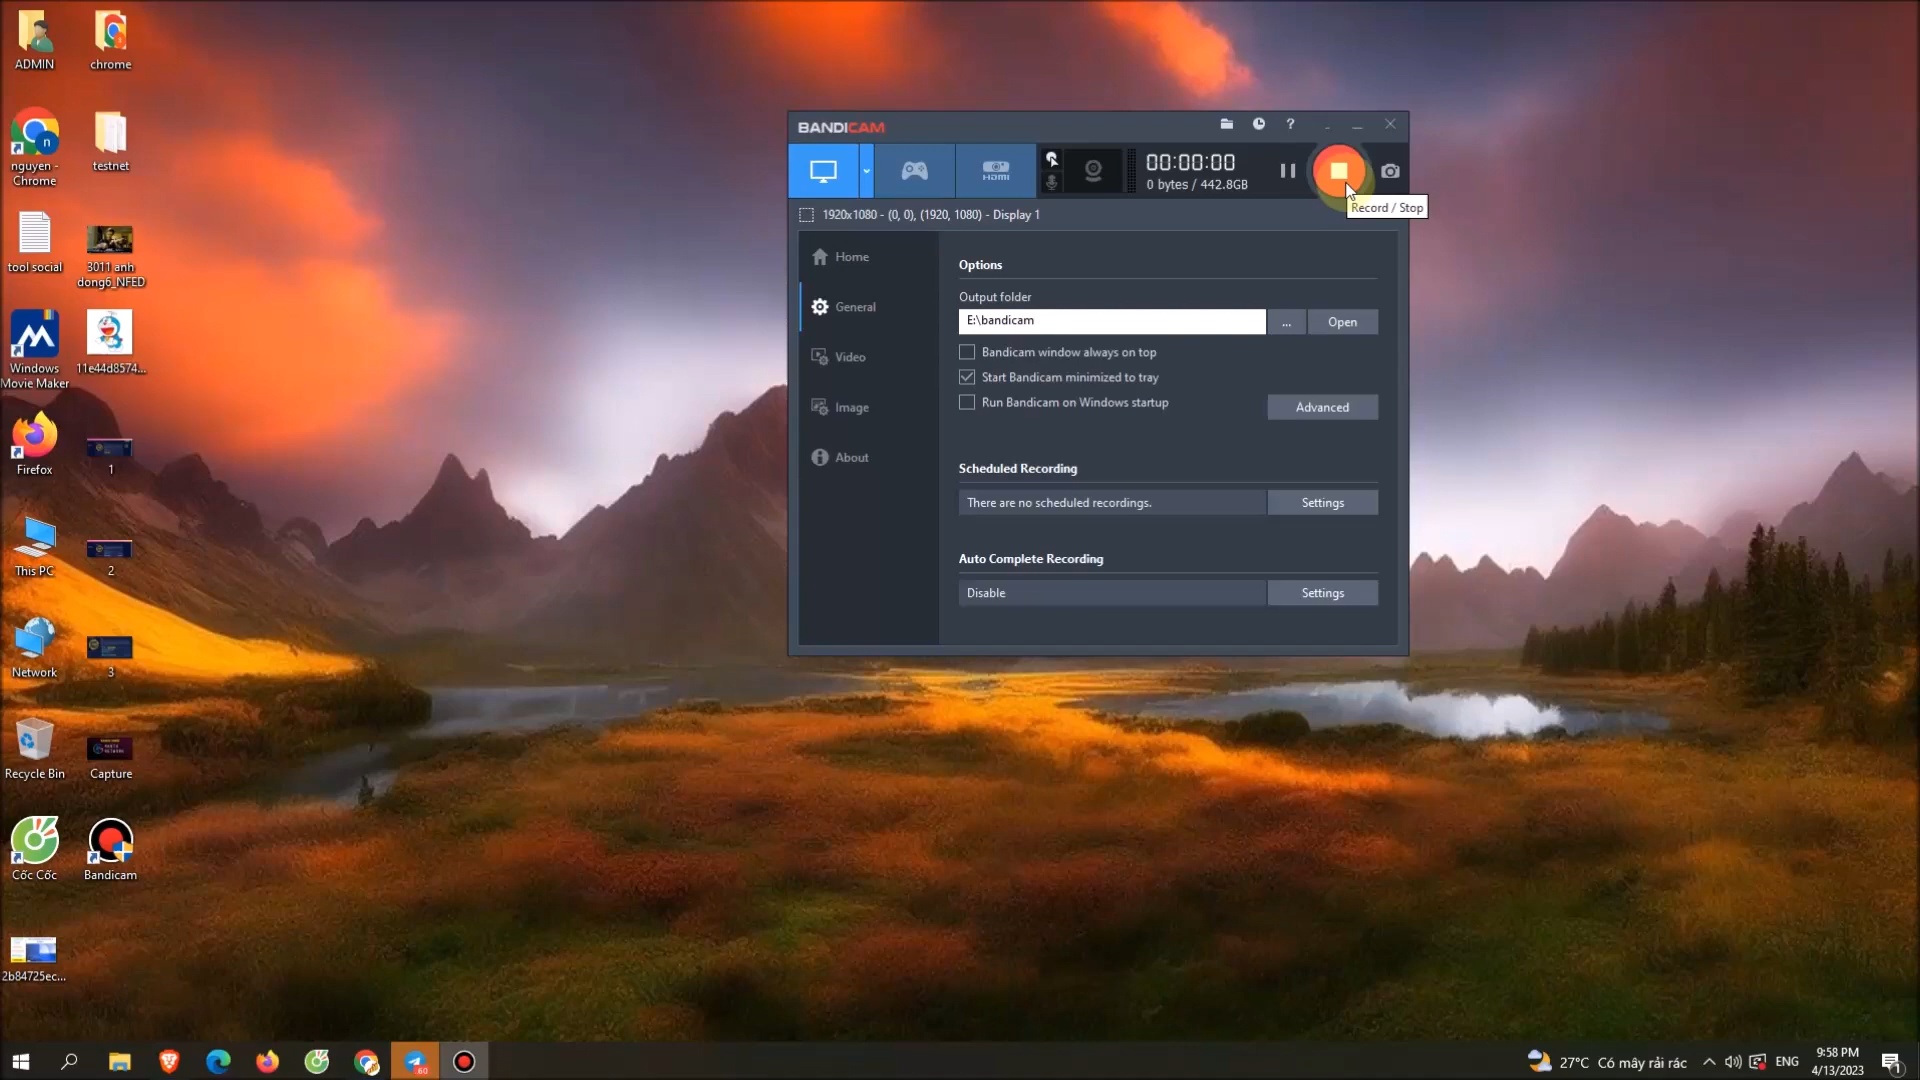 ADMIN
chrome
nguyen -
Chrome
testnet
tool social
3011 anh
dong6_NFED
Windows
Movie Maker
11e44d8574...
Firefox
1
This PC
2
Network
3
Recycle Bin
Capture
Cốc Cốc
Bandicam
2b84725ec...
BANDICAM
?
HDMI
00:00:00
0 bytes / 442.8GB
Record / Stop
1920x1080 - (0, 0), (1920, 1080) - Display 1
Home
General
Video
Image
About
Options
Output folder
E:\bandicam
...
Open
Bandicam window always on top
Start Bandicam minimized to tray
Run Bandicam on Windows startup
Advanced
Scheduled Recording
There are no scheduled recordings.
Settings
Auto Complete Recording
Disable
Settings
60
27°C Có mây rải rác
ENG
9:58 PM
4/13/2023
1